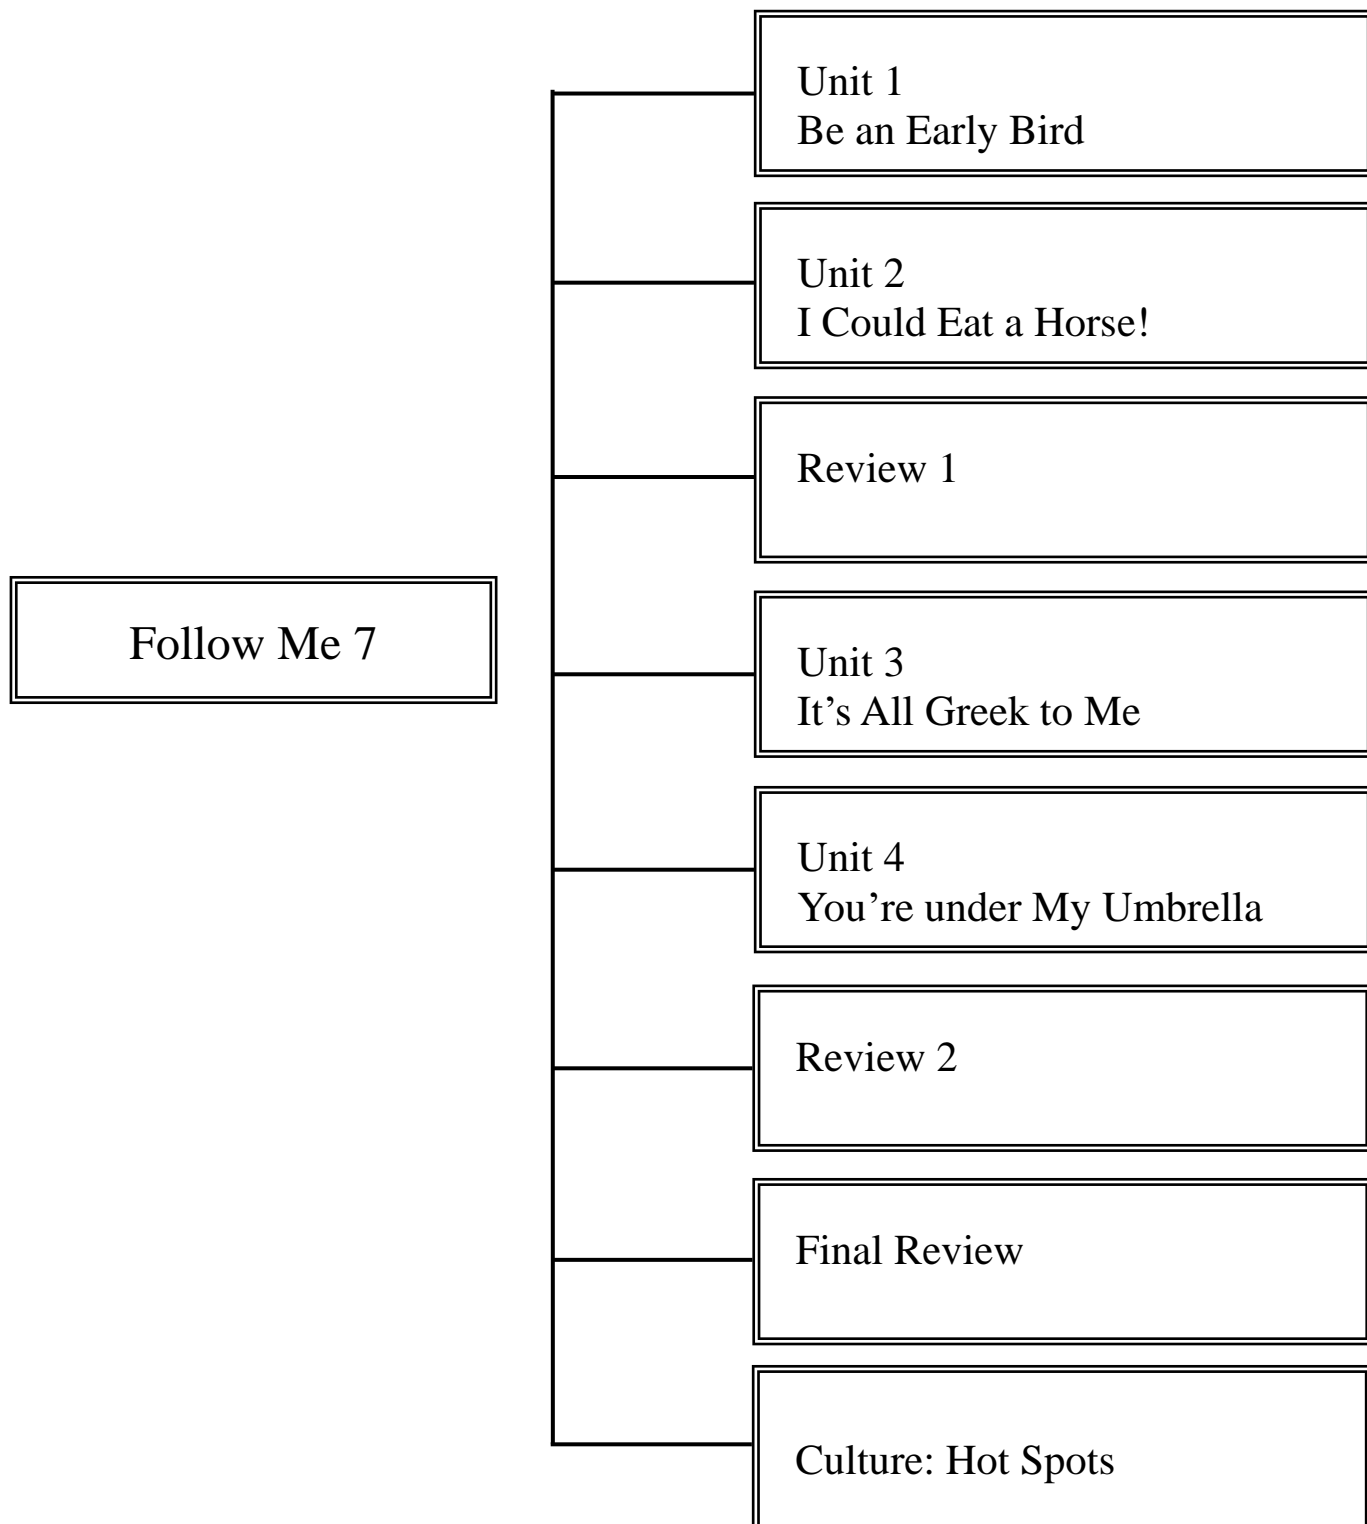 Follow Me 7
Unit 1
Be an Early Bird
Unit 2
I Could Eat a Horse!
Review 1
Unit 3
It’s All Greek to Me
Unit 4
You’re under My Umbrella
Review 2
Final Review
Culture: Hot Spots